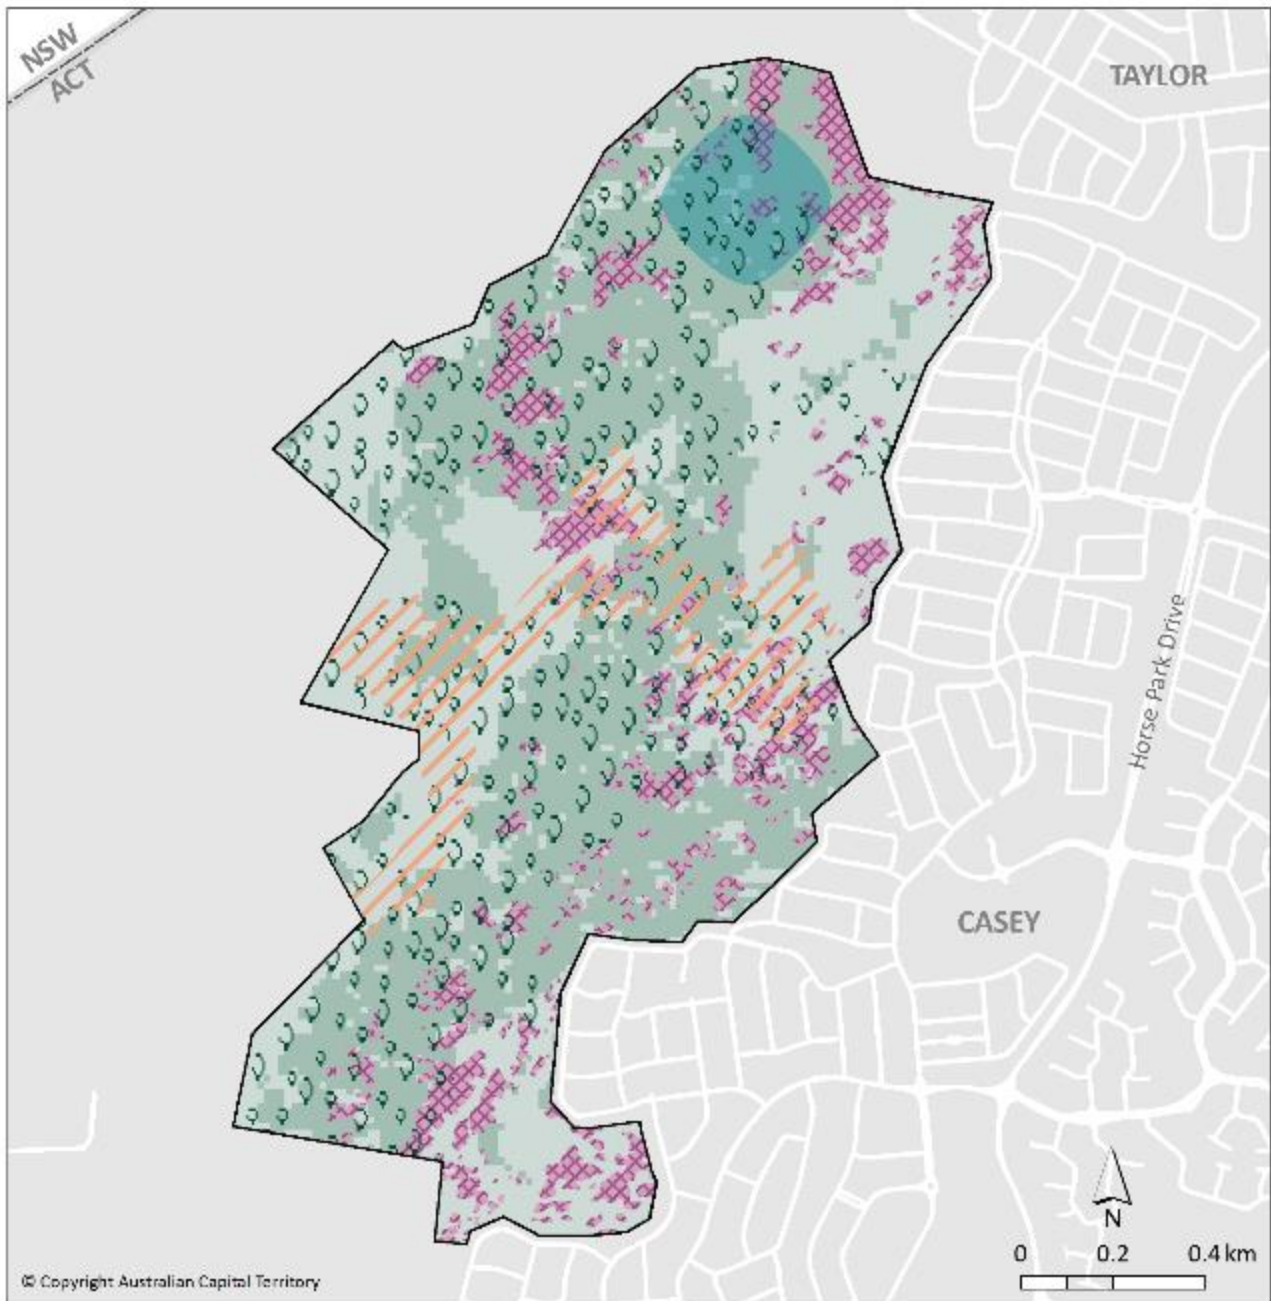 NSW
ACT
TAYLOR
Horse Park Drive
CASEY
N
0 0.2 0.4 km
© Copyright Australian Capital Territory